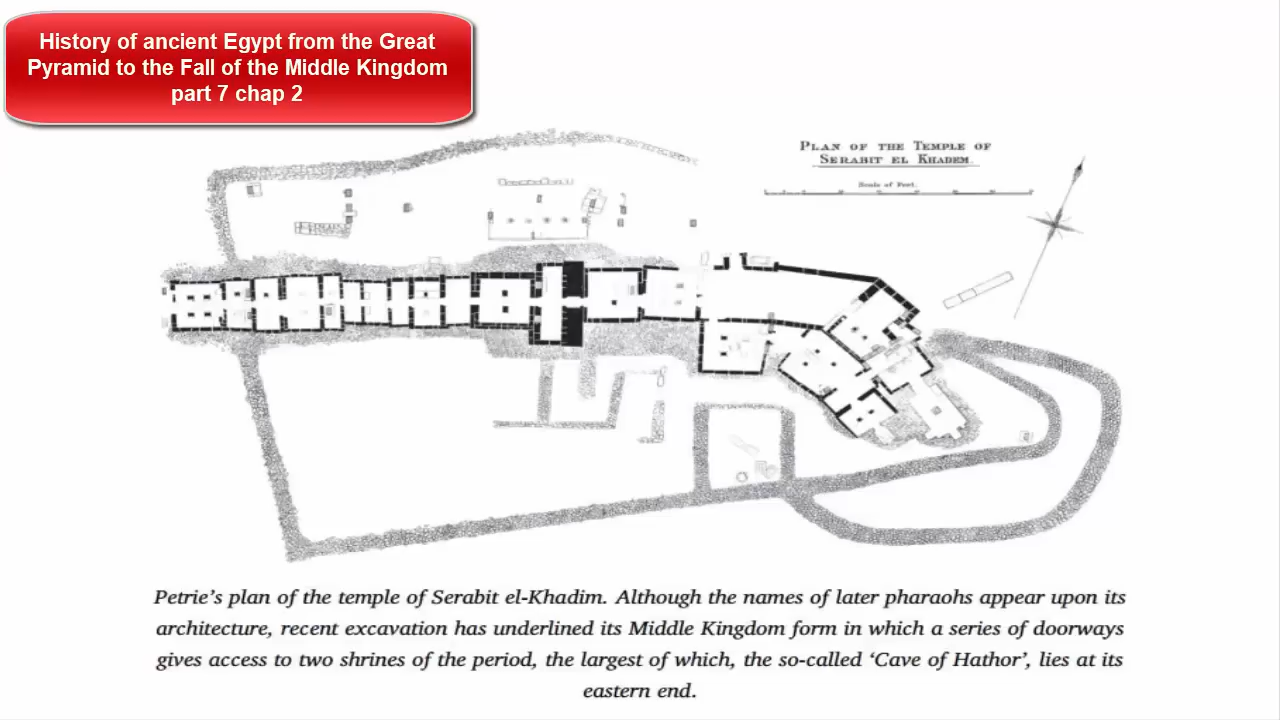 History of ancient Egypt from the Great
Pyramid to the Fall of the Middle Kingdom
part 7 chap 2
PLAN OF THE TEMPLE OF
SERABIT EL KHADEM.
Scale of Feet.
Petrie’s plan of the temple of Serabit el-Khadim. Although the names of later pharaohs appear upon its
architecture, recent excavation has underlined its Middle Kingdom form in which a series of doorways
gives access to two shrines of the period, the largest of which, the so-called ‘Cave of Hathor’, lies at its
eastern end.